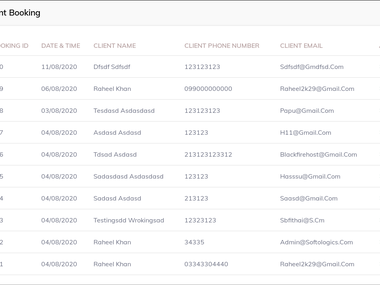 nt Booking
OOKING ID DATE & TIME CLIENT NAME CLIENT PHONE NUMBER CLIENT EMAIL
0 11/08/2020 Dfsdf Sdfsdf 123123123 Sdfsdf@Gmdfsd.Com
9 06/08/2020 Raheel Khan 099000000000 Raheel2k29@Gmail.Com
8 03/08/2020 Tesdasd Asdasdasd 123123123 Papu@Gmail.Com
7 04/08/2020 Asdasd Asdasd 123123 H11@Gmail.Com
6 04/08/2020 Tdsad Asdasd 213123123312 Blackfirehost@Gmail.Com
5 04/08/2020 Sadasdasd Asdasdasd 123123 Hasssu@Gmail.Com
4 04/08/2020 Sadasd Asdasd 213123 Saasd@Gmail.Com
3 04/08/2020 Testingsdd Wrokingsad 12323123 Sbflthai@S.Cm
2 04/08/2020 Raheel Khan 34335 Admin@Softologics.Com
1 04/08/2020 Raheel Khan 03343304440 Raheel2k29@Gmail.Com